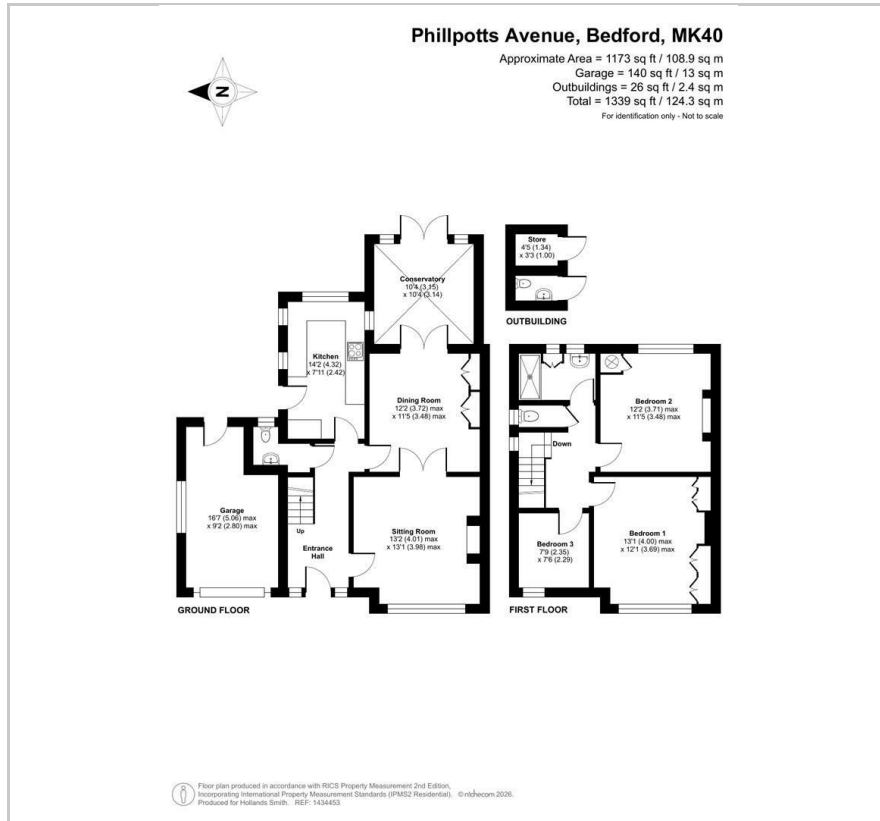 Phillpotts Avenue, Bedford, MK40
Approximate Area = 1173 sq ft / 108.9 sq m
Garage = 140 sq ft / 13 sq m
Outbuildings = 26 sq ft / 2.4 sq m
Total = 1339 sq ft / 124.3 sq m
For identification only - Not to scale
N
Store
4'5 (1.34)
x 3'3 (1.00)
OUTBUILDING
Conservatory
10'4 (3.15)
x 10'4 (3.14)
Kitchen
14'2 (4.32)
x 7'11 (2.42)
Dining Room
12'2 (3.72) max
x 11'5 (3.48) max
Garage
16'7 (5.06) max
x 9'2 (2.80) max
Up
Entrance
Hall
Sitting Room
13'2 (4.01) max
x 13'1 (3.98) max
GROUND FLOOR
Bedroom 2
12'2 (3.71) max
x 11'5 (3.48) max
Down
Bedroom 1
13'1 (4.00) max
x 12'1 (3.69) max
Bedroom 3
7'9 (2.35)
x 7'6 (2.29)
FIRST FLOOR
Floor plan produced in accordance with RICS Property Measurement 2nd Edition,
Incorporating International Property Measurement Standards (IPMS2 Residential). © nichecom 2026.
Produced for Hollands Smith. REF: 1434453